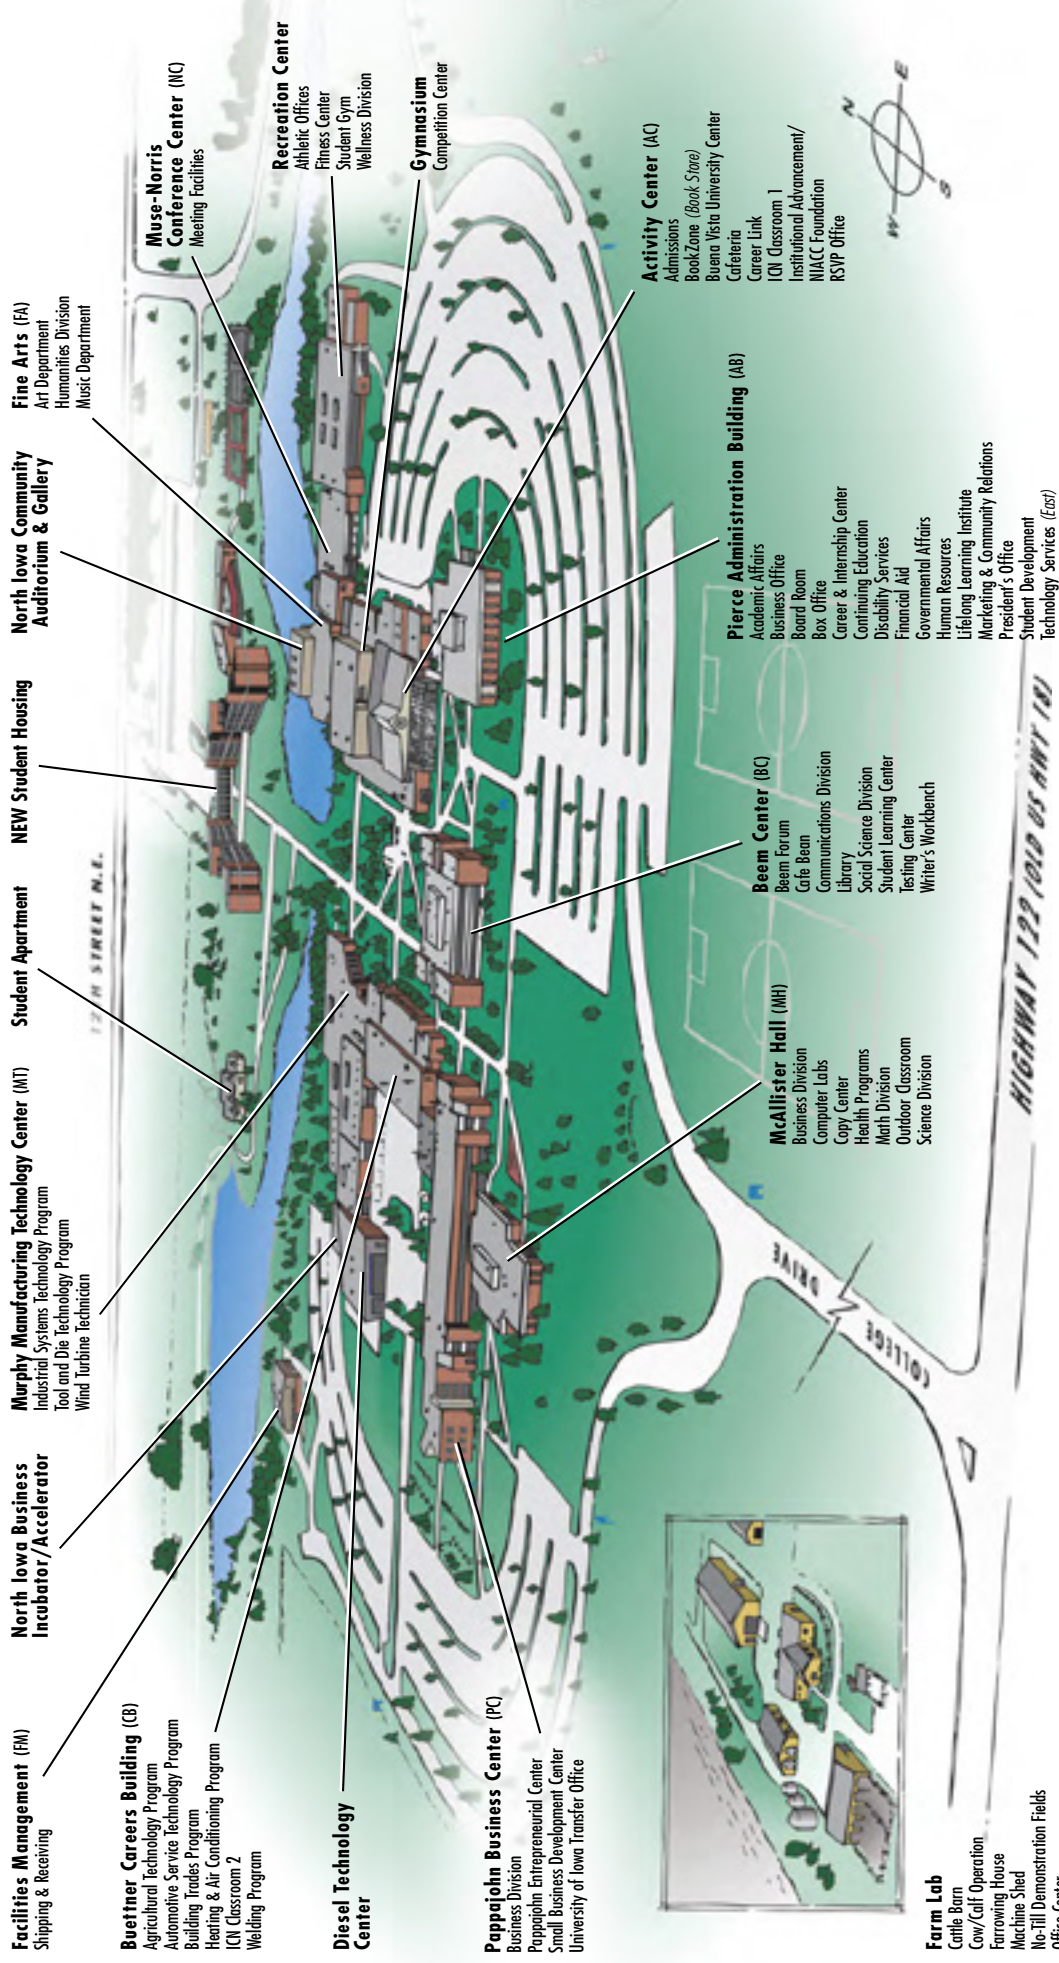 Facilities Management (FM)
Shipping & Receiving
North Iowa Business
Incubator/Accelerator
Murphy Manufacturing Technology Center (MT)
Industrial Systems Technology Program
Tool and Die Technology Program
Wind Turbine Technician
Student Apartment
NEW Student Housing
North Iowa Community
Auditorium & Gallery
Fine Arts (FA)
Art Department
Humanities Division
Music Department
Muse-Norris
Conference Center (NC)
Meeting Facilities
Recreation Center
Athletic Offices
Fitness Center
Student Gym
Wellness Division
Gymnasium
Competition Center
Buettner Careers Building (CB)
Agricultural Technology Program
Automotive Service Technology Program
Building Trades Program
Heating & Air Conditioning Program
ICN Classroom 2
Welding Program
12TH STREET N.E.
Diesel Technology
Center
Pappajohn Business Center (PC)
Business Division
Pappajohn Entrepreneurial Center
Small Business Development Center
University of Iowa Transfer Office
Activity Center (AC)
Admissions
BookZone (Book Store)
Buena Vista University Center
Cafeteria
Career Link
ICN Classroom 1
Institutional Advancement/
NIACC Foundation
RSVP Office
N
E
S
W
Pierce Administration Building (AB)
Academic Affairs
Business Office
Board Room
Box Office
Career & Internship Center
Continuing Education
Disability Services
Financial Aid
Governmental Affairs
Human Resources
Lifelong Learning Institute
Marketing & Community Relations
President's Office
Student Development
Technology Services (East)
Beem Center (BC)
Beem Forum
Cafe Bean
Communications Division
Library
Social Science Division
Student Learning Center
Testing Center
Writer's Workbench
McAllister Hall (MH)
Business Division
Computer Labs
Copy Center
Health Programs
Math Division
Outdoor Classroom
Science Division
COLLEGE DRIVE
HIGHWAY 122 (OLD US HWY 18)
Farm Lab
Cattle Barn
Cow/Calf Operation
Farrowing House
Machine Shed
No-Till Demonstration Fields
Office Center